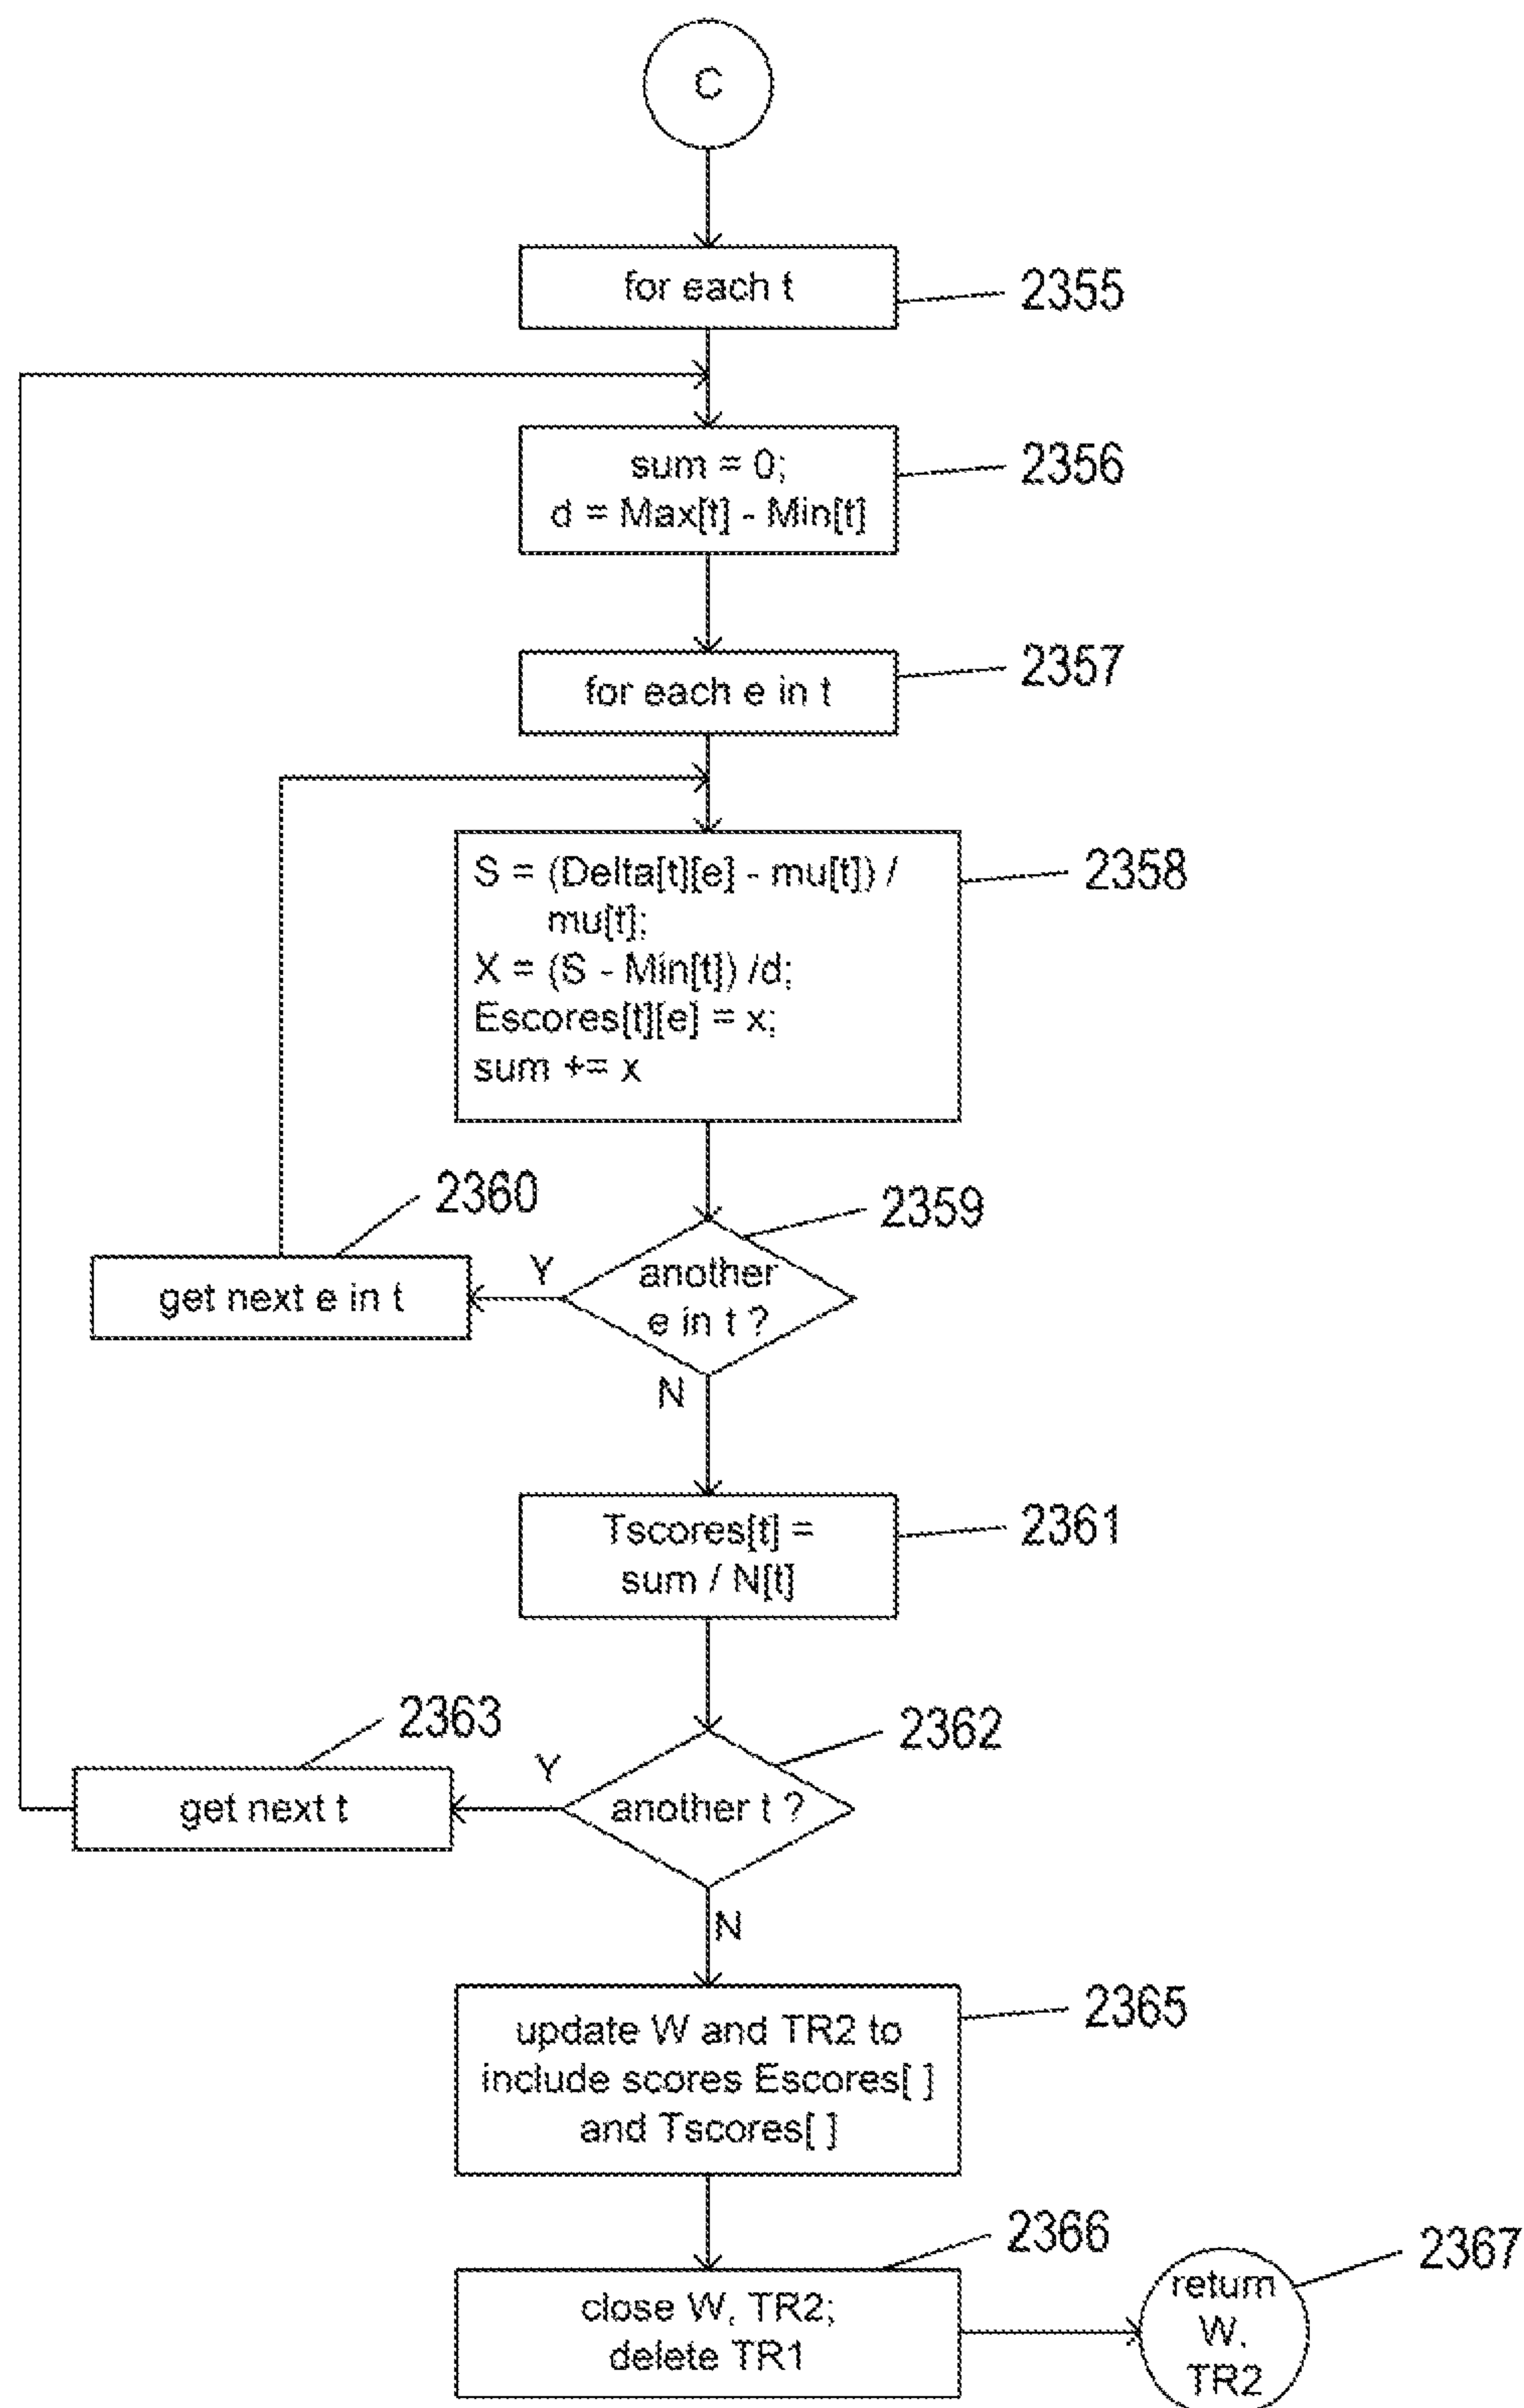 C
for each t
2355
sum = 0;
d = Max[t] - Min[t]
2356
for each e in t
2357
S = (Delta[t][e] - mu[t]) /
mu[t];
X = (S - Min[t]) /d;
Escores[t][e] = x;
sum += x
2358
2360
2359
get next e in t
Y
another
e in t ?
N
Tscores[t] =
sum / N[t]
2361
2363
2362
get next t
Y
another t ?
N
update W and TR2 to
include scores Escores[ ]
and Tscores[ ]
2365
2366
2367
close W, TR2;
delete TR1
return
W,
TR2